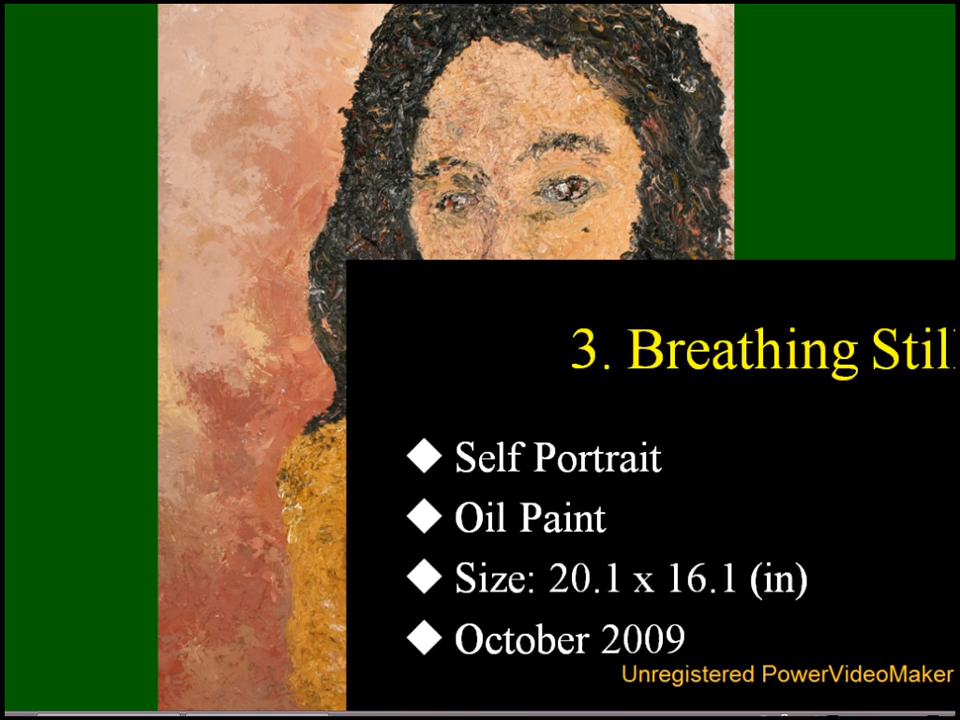 3. Breathing Stil
◆ Self Portrait
◆ Oil Paint
◆ Size: 20.1 x 16.1 (in)
◆ October 2009
Unregistered PowerVideoMaker